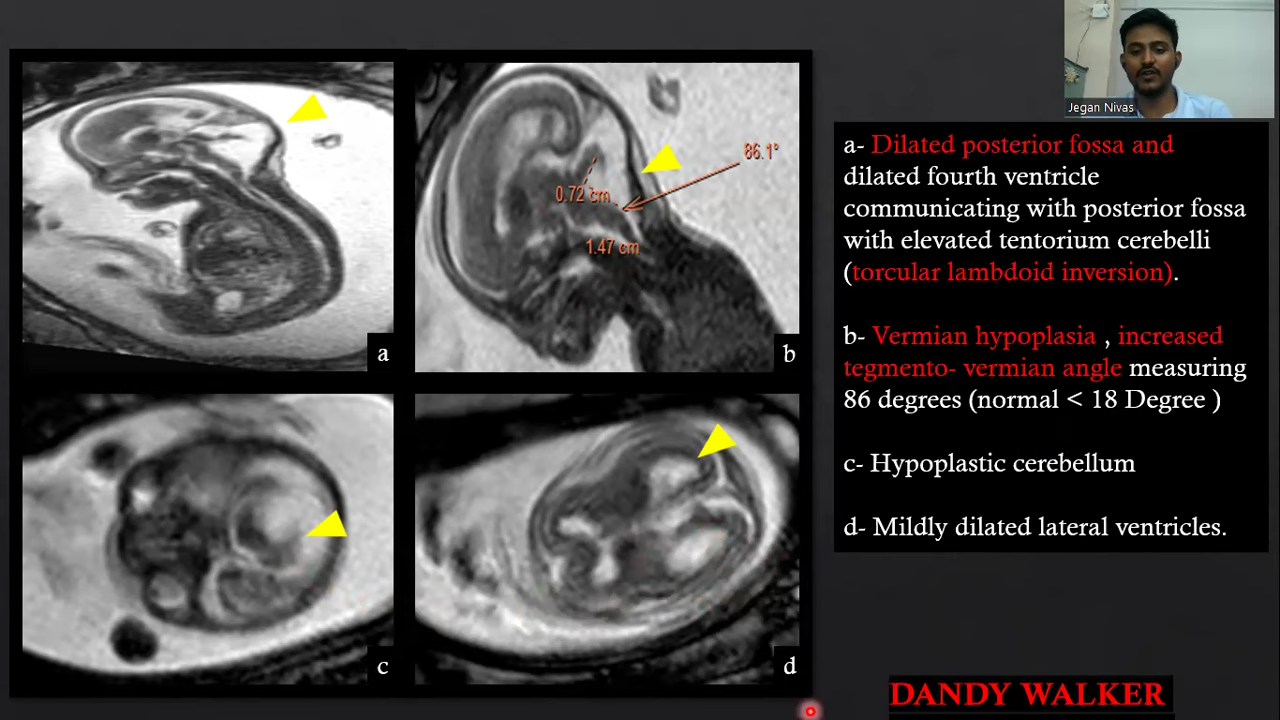 Jegan Nivas
86.1°
0.72 cm
1.47 cm
a
b
c
d
a- Dilated posterior fossa and
dilated fourth ventricle
communicating with posterior fossa
with elevated tentorium cerebelli
(torcular lambdoid inversion).
b- Vermian hypoplasia , increased
tegmento- vermian angle measuring
86 degrees (normal < 18 Degree )
c- Hypoplastic cerebellum
d- Mildly dilated lateral ventricles.
DANDY WALKER